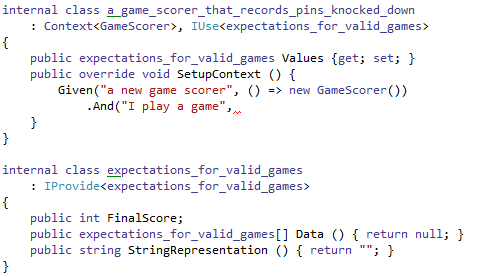 internal class a_game_scorer_that_records_pins_knocked_down
    : Context<GameScorer>, IUse<expectations_for_valid_games>
{
    public expectations_for_valid_games Values {get; set; }
    public override void SetupContext () {
        Given("a new game scorer", () => new GameScorer())
            .And("I play a game",
    }
}

internal class expectations_for_valid_games
    : IProvide<expectations_for_valid_games>
{
    public int FinalScore;
    public expectations_for_valid_games[] Data () { return null; }
    public string StringRepresentation () { return ""; }
}